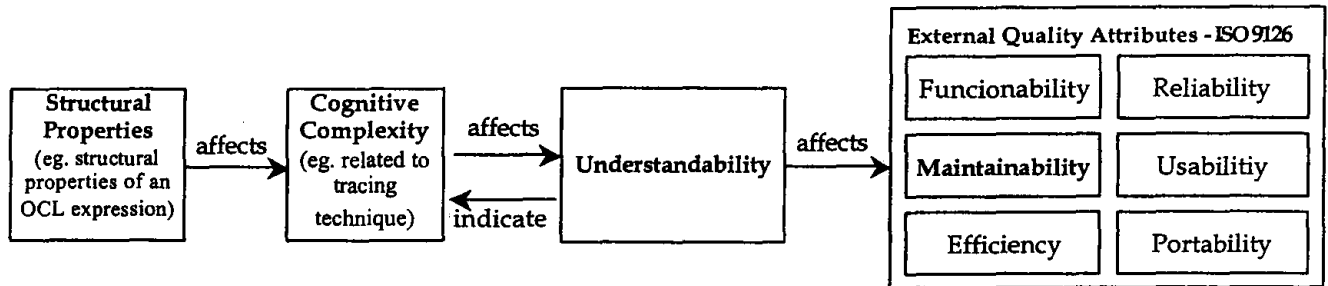 Structural
Properties
(eg. structural
properties of an
OCL expression)
affects
Cognitive
Complexity
(eg. related to
tracing
technique)
affects
indicate
Understandability
affects
External Quality Attributes - ISO 9126
Funcionability
Reliability
Maintainability
Usabilitiy
Efficiency
Portability